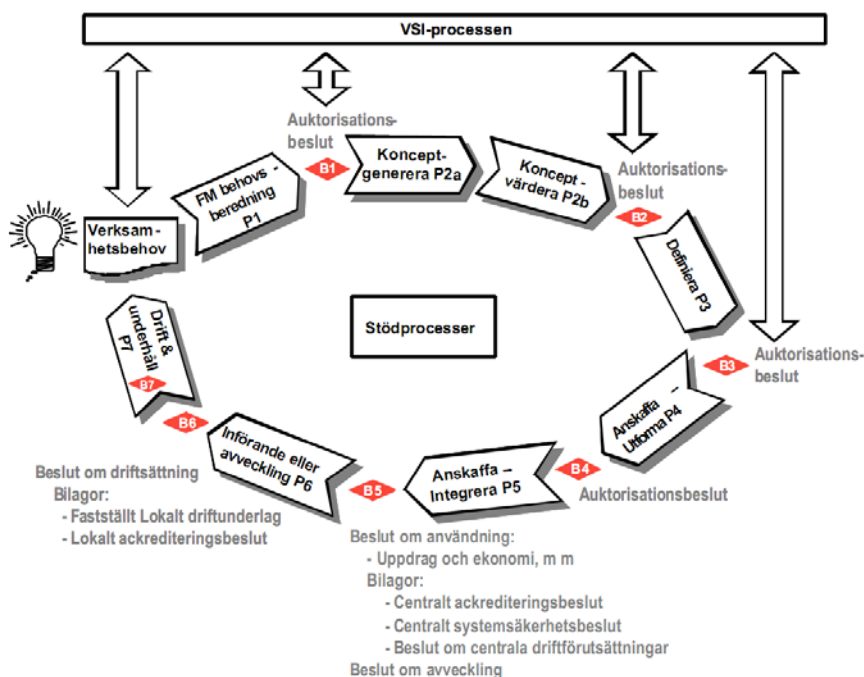 VSI-processen
Auktorisations-
beslut
B1
Koncept-
generera P2a
Koncept-
värdera P2b
Auktorisations-
beslut
B2
FM behovs -
beredning
P1
Verksam-
hetsbehov
Definiera P3
Stödprocesser
Drift &
underhåll
P7
B7
B3
Auktorisations-
beslut
Anskaffa –
Utforma P4
B6
Införande eller
avveckling P6
B5
Anskaffa –
Integrera P5
B4
Auktorisationsbeslut
Beslut om driftsättning
Bilagor:
- Fastställt Lokalt driftunderlag
- Lokalt ackrediteringsbeslut
Beslut om användning:
- Uppdrag och ekonomi, m m
Bilagor:
- Centralt ackrediteringsbeslut
- Centralt systemsäkerhetsbeslut
- Beslut om centrala driftförutsättningar
Beslut om avveckling